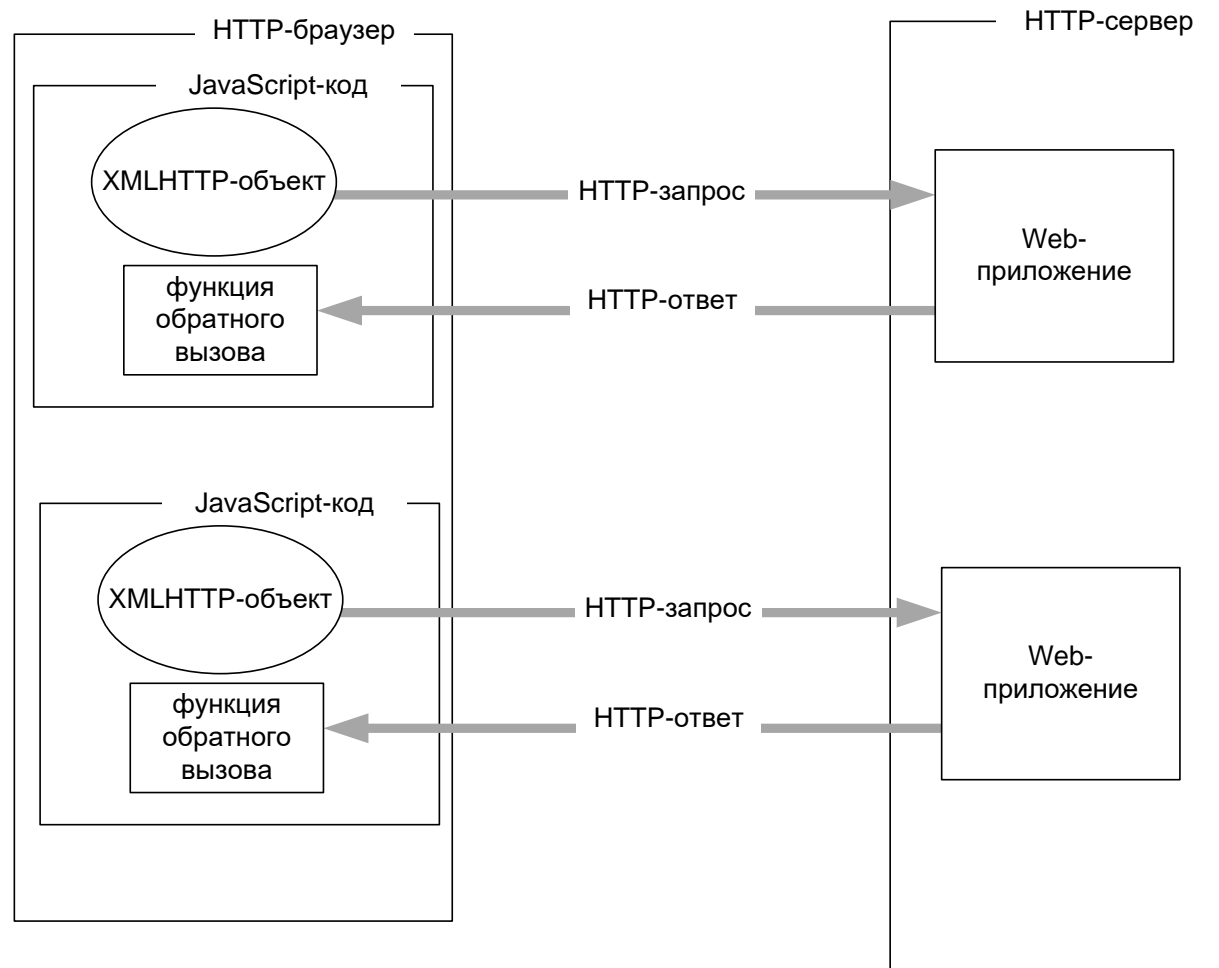 HTTP-браузер
HTTP-сервер
JavaScript-код
XMLHTTP-объект
HTTP-запрос
Web-
приложение
функция
обратного
вызова
HTTP-ответ
JavaScript-код
XMLHTTP-объект
HTTP-запрос
Web-
приложение
функция
обратного
вызова
HTTP-ответ